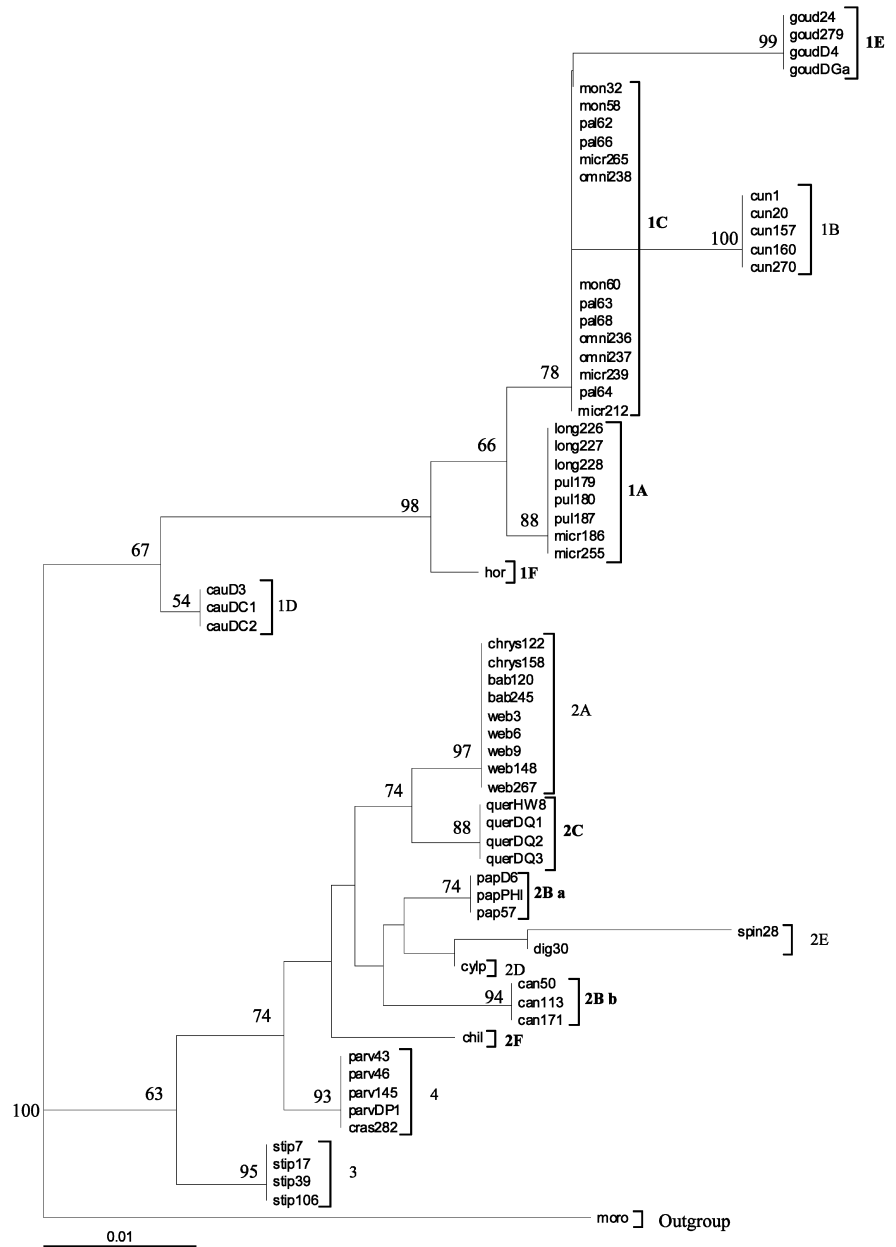 goud24
goud279
99
goudD4
1E
goudDGa
mon32
mon58
pal62
pal66
micr265
omni238
cun1
cun20
1C
cun157
1B
100
cun160
cun270
mon60
pal63
pal68
omni236
omni237
78
micr239
pal64
micr212
long226
66
long227
long228
pul179
1A
98
pul180
88
pul187
micr186
67
micr255
hor
1F
cauD3
54
cauDC1
1D
cauDC2
chrys122
chrys158
bab120
bab245
2A
web3
web6
97
web9
web148
74
web267
querHW8
88
querDQ1
2C
querDQ2
querDQ3
74
papD6
papPHI
2B a
pap57
spin28
2E
dig30
cylp
2D
can50
94
can113
2B b
can171
74
chil
2F
parv43
parv46
63
93
parv145
4
100
parvDP1
cras282
stip7
stip17
95
3
stip39
stip106
moro
Outgroup
0.01